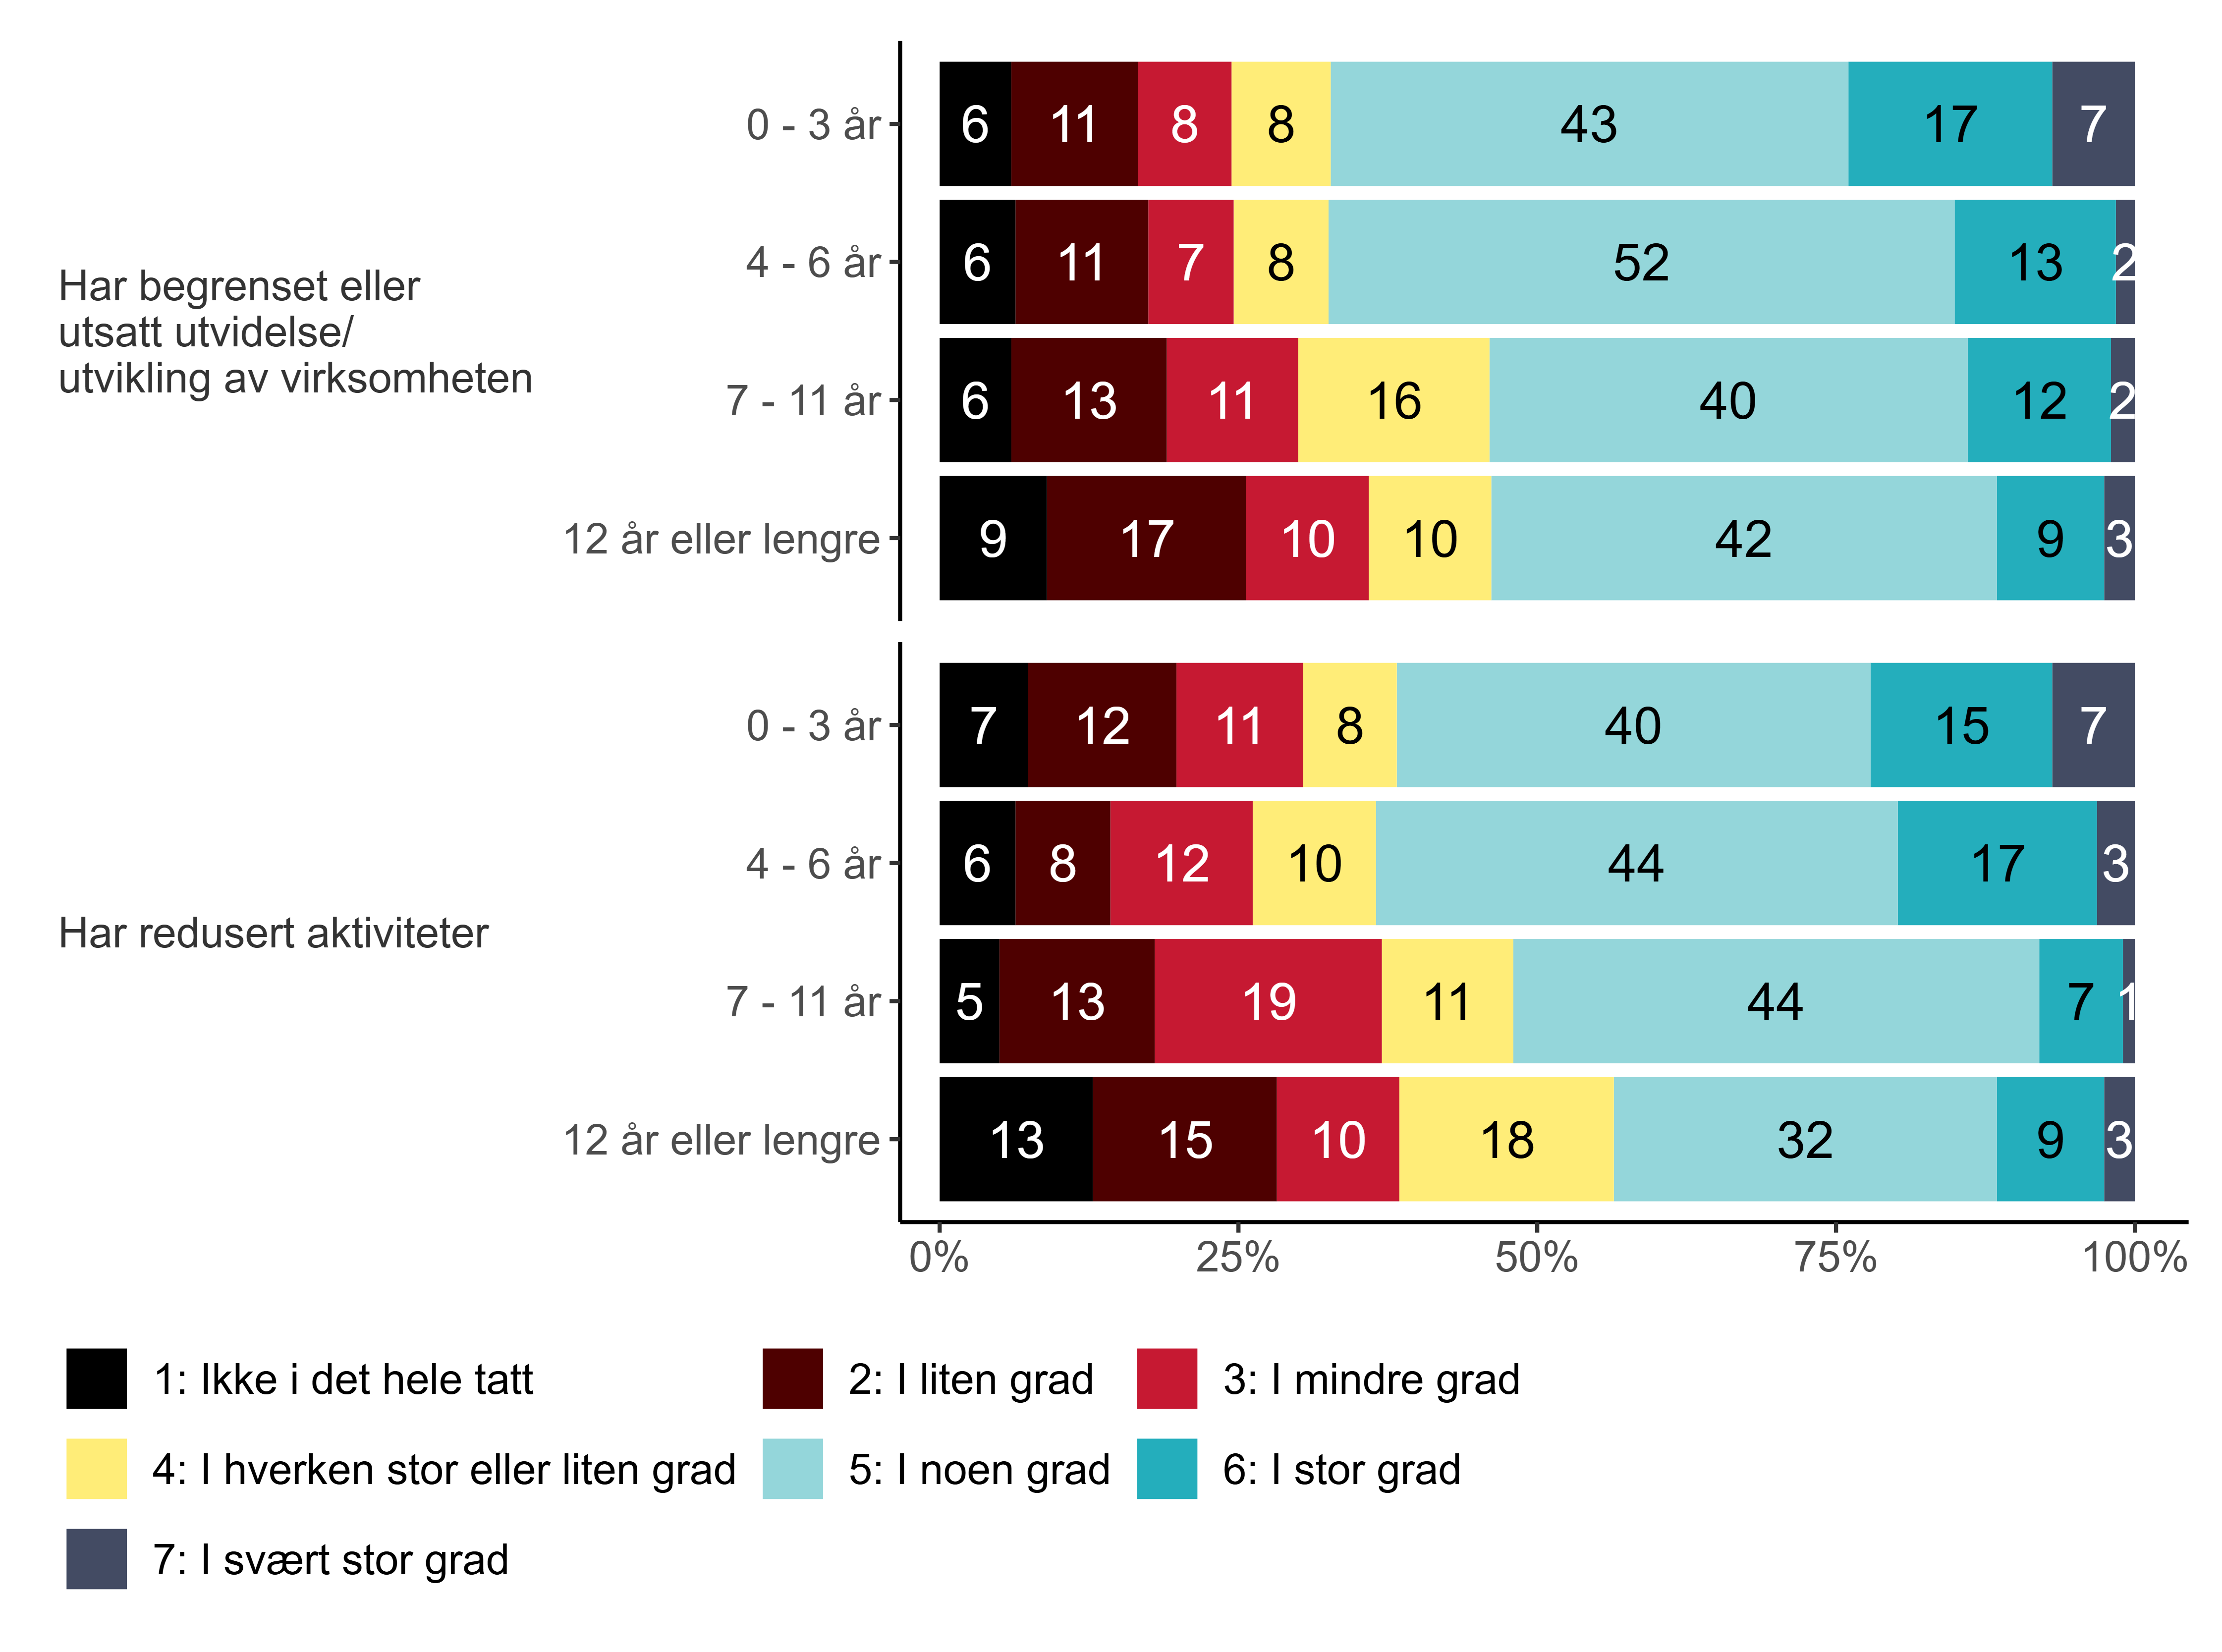 Har begrenset eller
utsatt utvidelse/
utvikling av virksomheten
0 - 3 år 6 11 8 8 43 17 7
4 - 6 år 6 11 7 8 52 13 2
7 - 11 år 6 13 11 16 40 12 2
12 år eller lengre 9 17 10 10 42 9 3
Har redusert aktiviteter
0 - 3 år 7 12 11 8 40 15 7
4 - 6 år 6 8 12 10 44 17 3
7 - 11 år 5 13 19 11 44 7 1
12 år eller lengre 13 15 10 18 32 9 3
0% 25% 50% 75% 100%
1: Ikke i det hele tatt 2: I liten grad 3: I mindre grad
4: I hverken stor eller liten grad 5: I noen grad 6: I stor grad
7: I svært stor grad